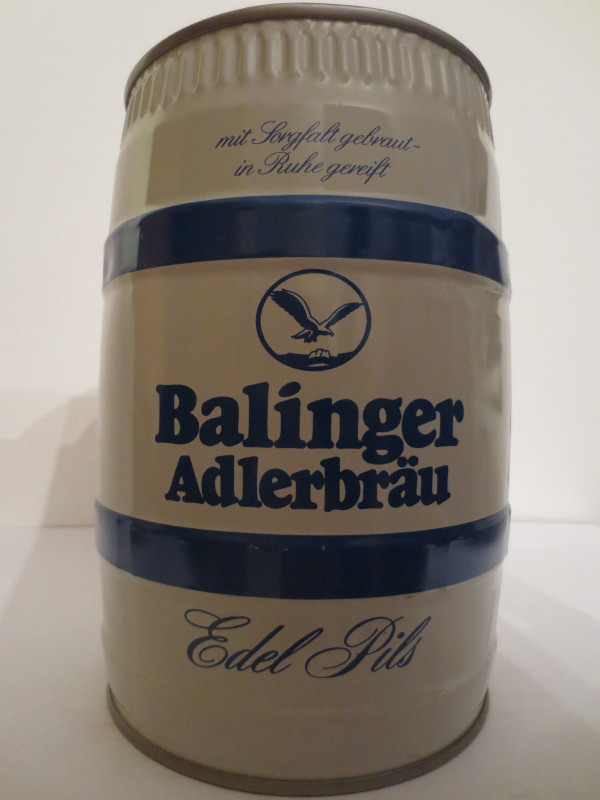 mit Sorgfalt gebraut-
in Ruhe gereift
Balinger
Adlerbräu
Edel Pils